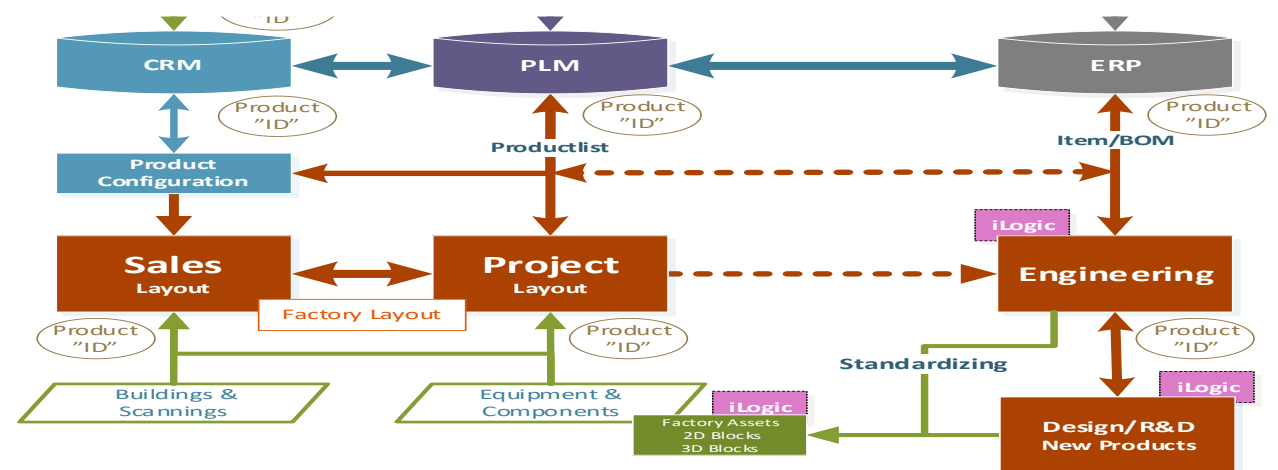 "ID"
CRM
PLM
ERP
Product
"ID"
Product
"ID"
Product
"ID"
Productlist
Item/BOM
Product
Configuration
iLogic
Sales
Layout
Project
Layout
Engineering
Factory Layout
Product
"ID"
Product
"ID"
Product
"ID"
Standardizing
Buildings &
Scannings
Equipment &
Components
iLogic
iLogic
Factory Assets
2D Blocks
3D Blocks
Design/R&D
New Products